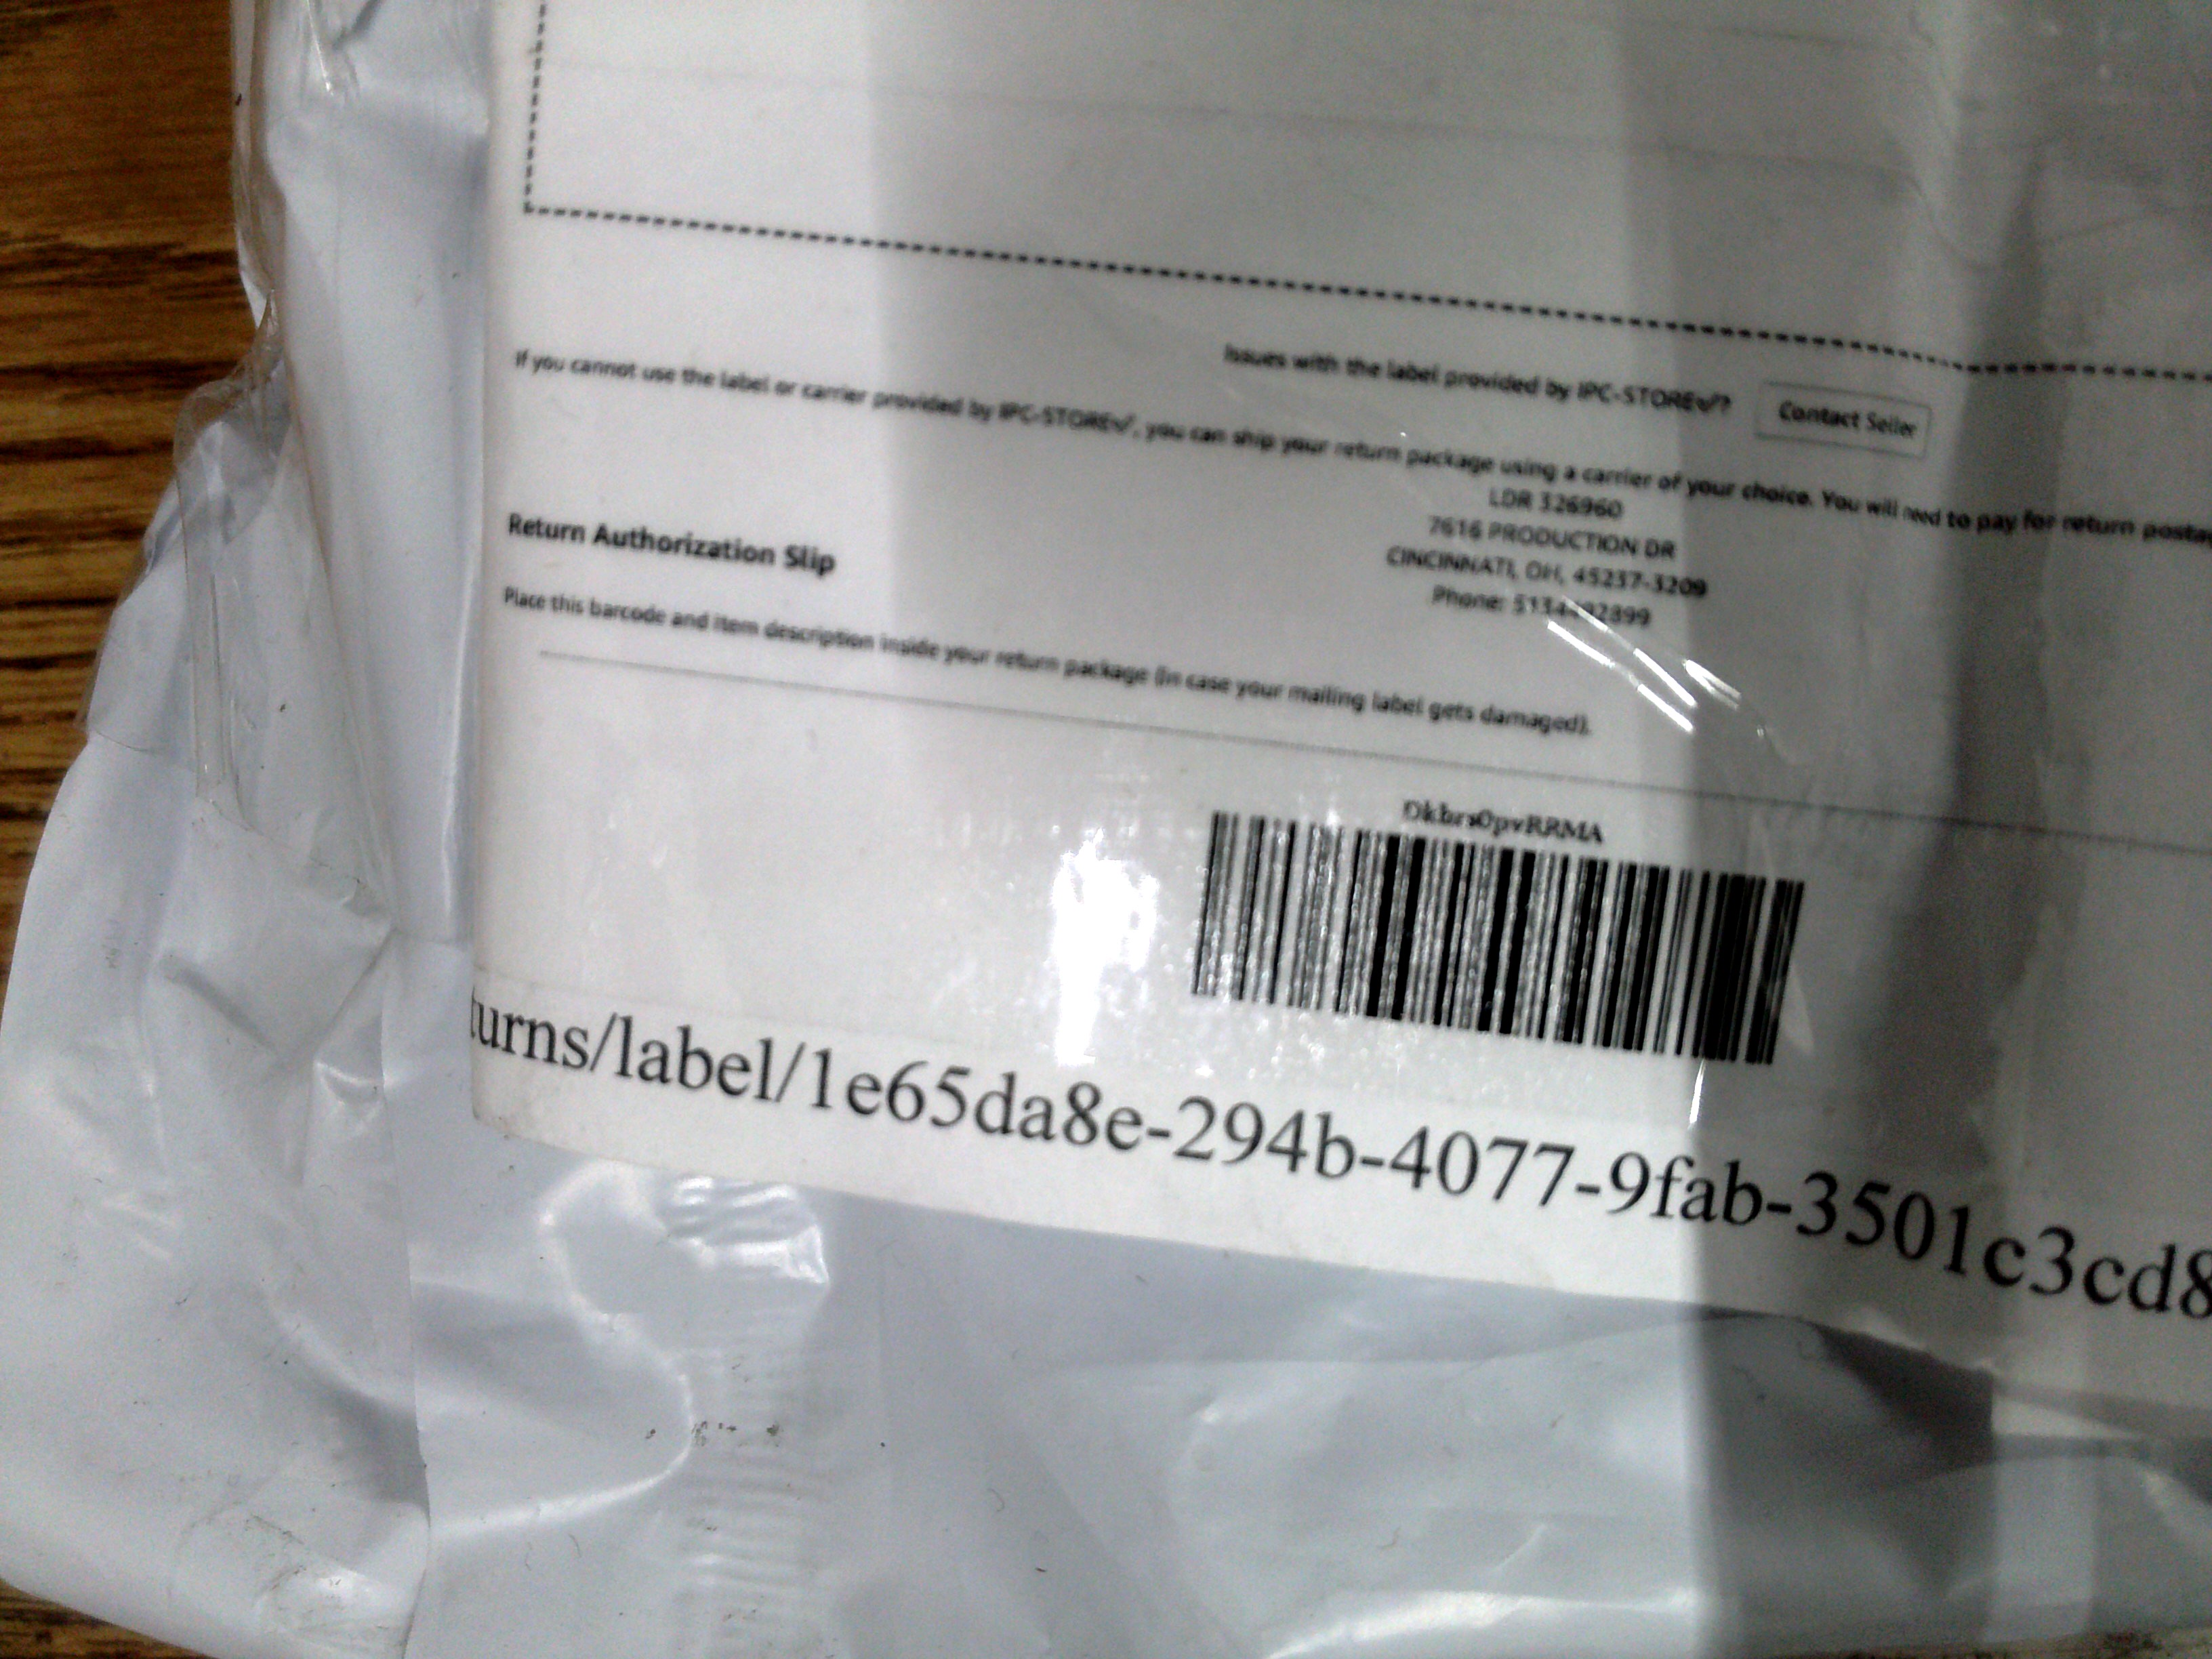 Issues with the label provided by IPC-STORE√? Contact Seller
If you cannot use the label or carrier provided by IPC-STORE√, you can ship your return package using a carrier of your choice. You will need to pay for return
LDR 326960
7616 PRODUCTION DR
CINCINNATI, OH, 45237-3209
Phone:
Return Authorization Slip
Place this barcode and item description inside your return package (in case your mailing label gets damaged).
Dkbrs0pvRRMA
turns/label/1e65da8e-294b-4077-9fab-3501c3cd8